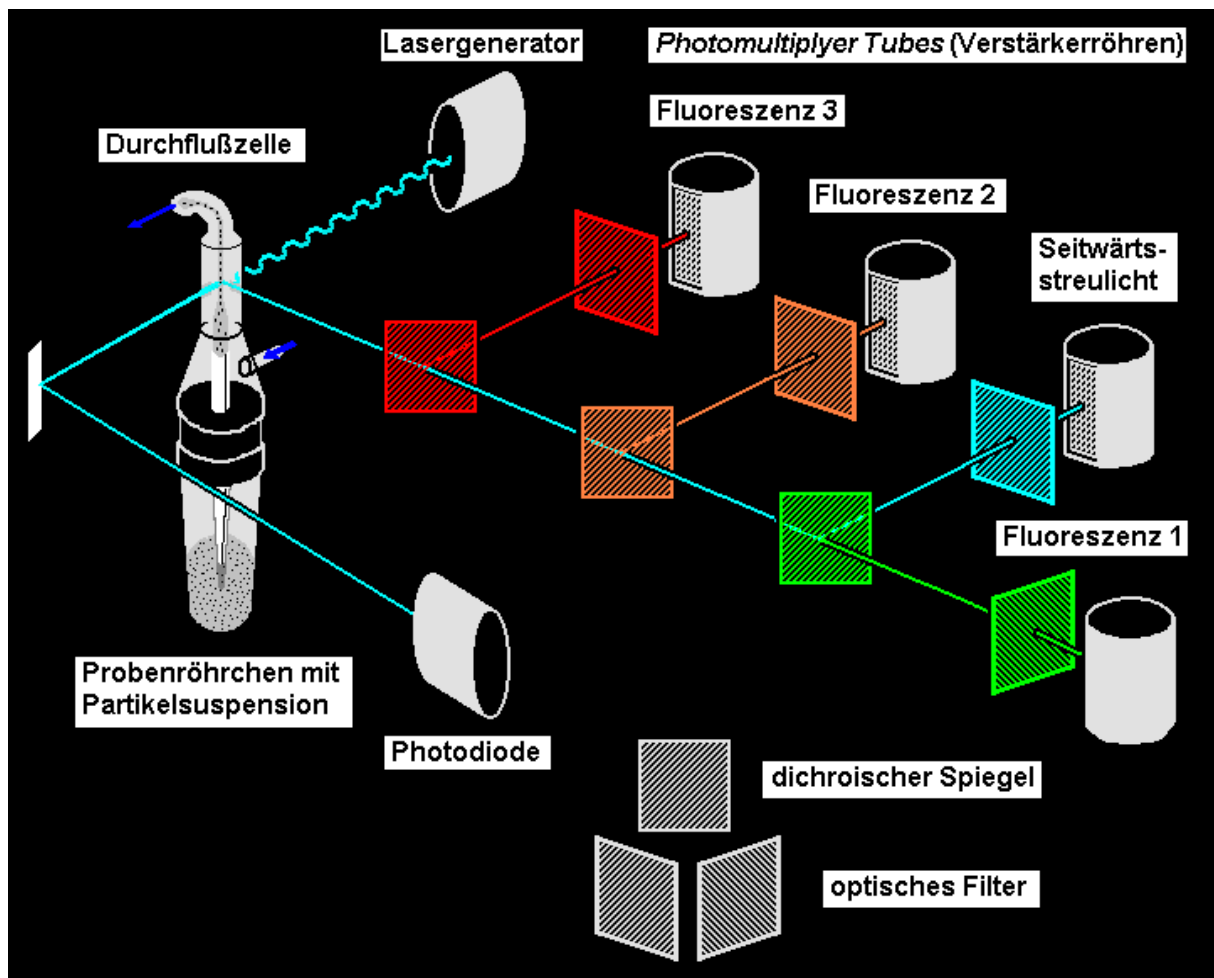 Lasergenerator
Photomultiplyer Tubes (Verstärkerröhren)
Fluoreszenz 3
Durchflußzelle
Fluoreszenz 2
Seitwärts-
streulicht
Fluoreszenz 1
Probenröhrchen mit
Partikelsuspension
Photodiode
dichroischer Spiegel
optisches Filter